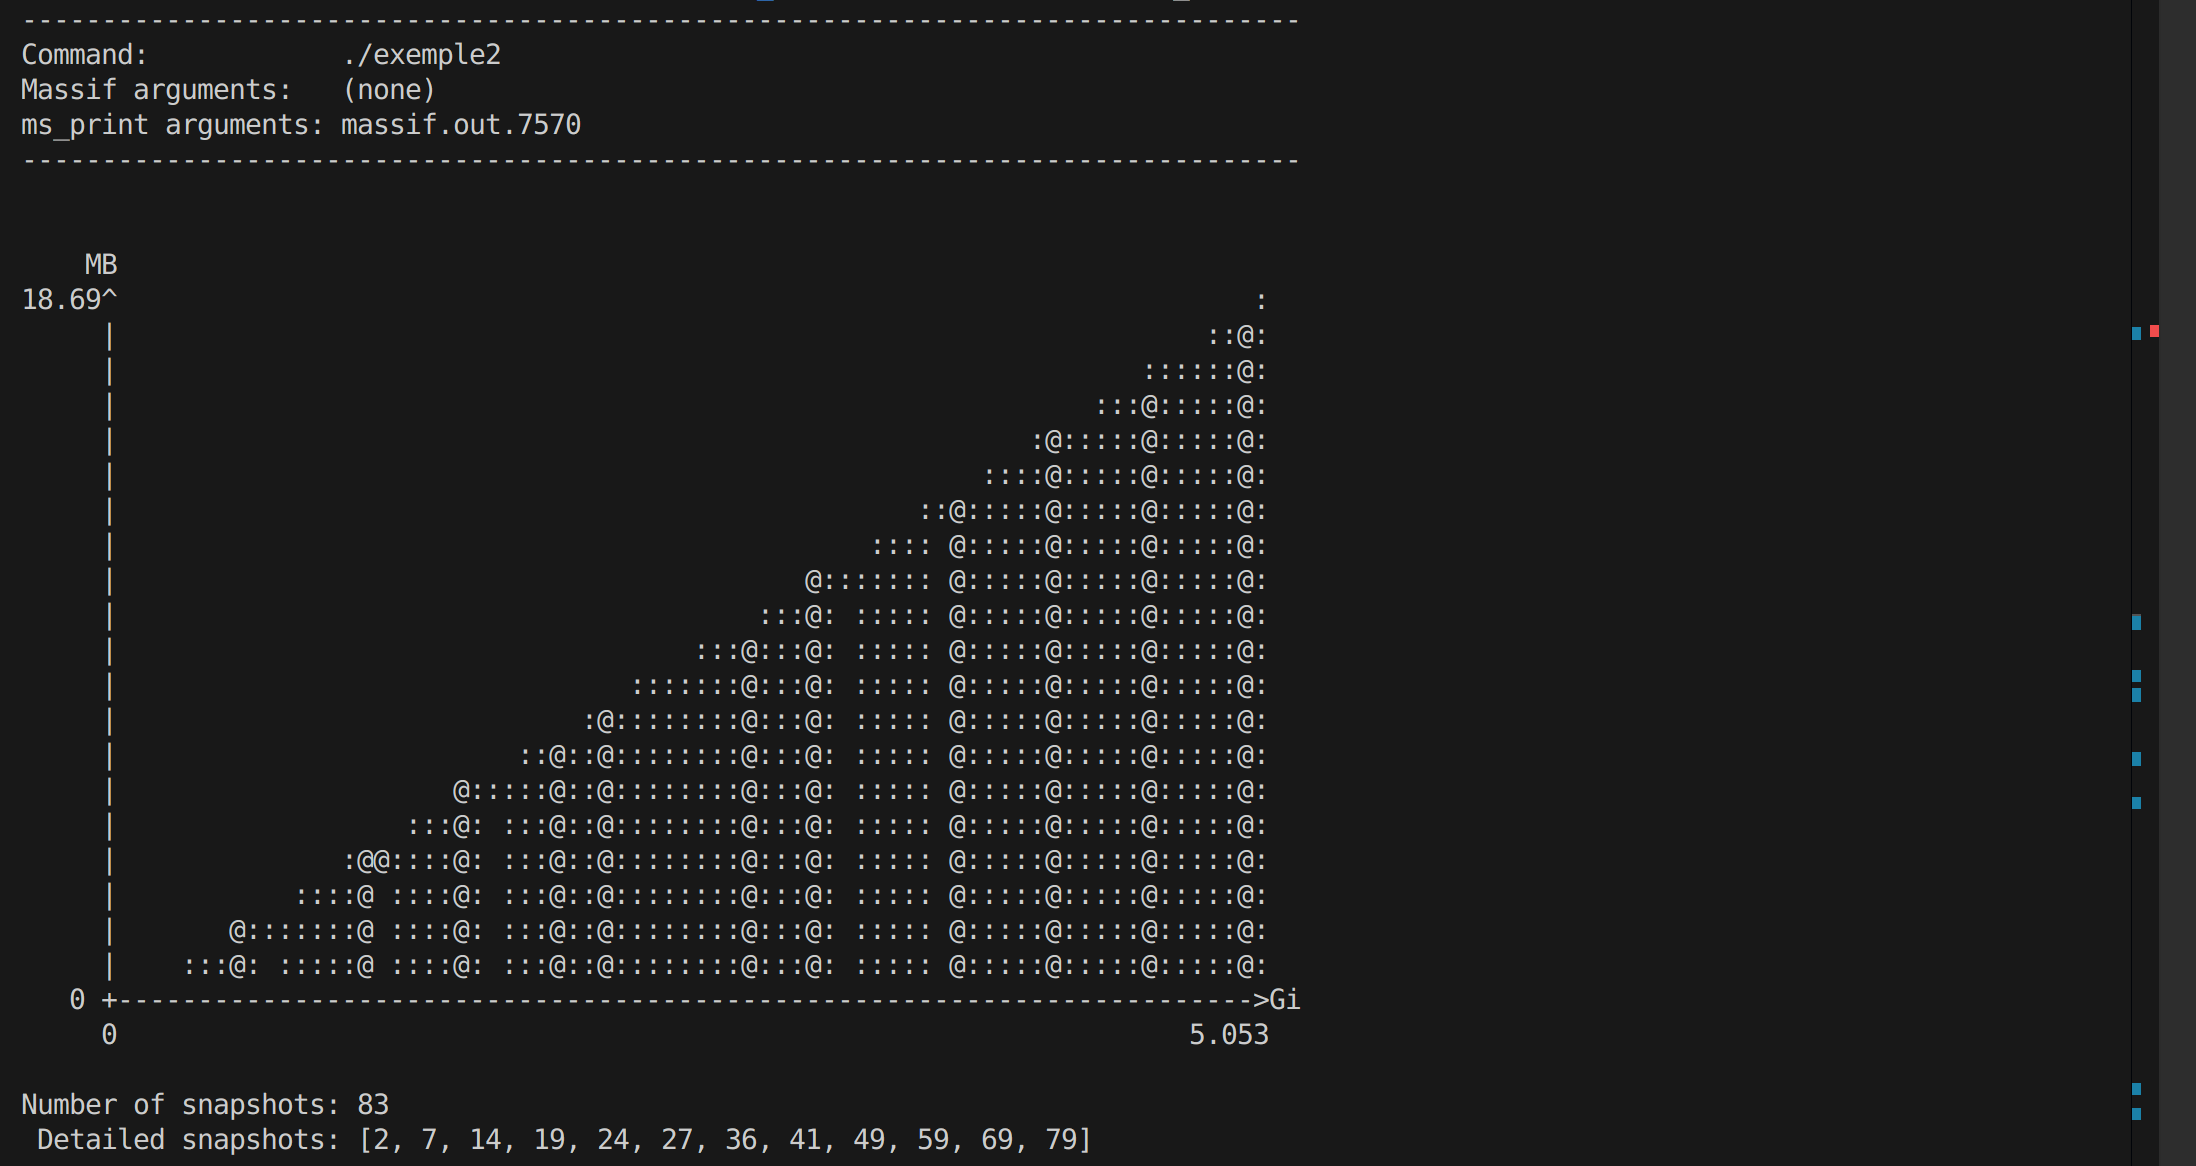 --------------------------------------------------------------------------------
Command:            ./exemple2
Massif arguments:   (none)
ms_print arguments: massif.out.7570
--------------------------------------------------------------------------------
    MB
18.69^                                                                       :
     |                                                                    ::@:
     |                                                                ::::::@:
     |                                                             :::@:::::@:
     |                                                         :@:::::@:::::@:
     |                                                      ::::@:::::@:::::@:
     |                                                  ::@:::::@:::::@:::::@:
     |                                               :::: @:::::@:::::@:::::@:
     |                                           @::::::: @:::::@:::::@:::::@:
     |                                        :::@: ::::: @:::::@:::::@:::::@:
     |                                    :::@:::@: ::::: @:::::@:::::@:::::@:
     |                                :::::::@:::@: ::::: @:::::@:::::@:::::@:
     |                             :@::::::::@:::@: ::::: @:::::@:::::@:::::@:
     |                         ::@::@::::::::@:::@: ::::: @:::::@:::::@:::::@:
     |                     @:::::@::@::::::::@:::@: ::::: @:::::@:::::@:::::@:
     |                  :::@: :::@::@::::::::@:::@: ::::: @:::::@:::::@:::::@:
     |              :@@::::@: :::@::@::::::::@:::@: ::::: @:::::@:::::@:::::@:
     |           ::::@ ::::@: :::@::@::::::::@:::@: ::::: @:::::@:::::@:::::@:
     |       @:::::::@ ::::@: :::@::@::::::::@:::@: ::::: @:::::@:::::@:::::@:
     |    :::@: :::::@ ::::@: :::@::@::::::::@:::@: ::::: @:::::@:::::@:::::@:
   0 +----------------------------------------------------------------------->Gi
     0                                                                   5.053
Number of snapshots: 83
 Detailed snapshots: [2, 7, 14, 19, 24, 27, 36, 41, 49, 59, 69, 79]